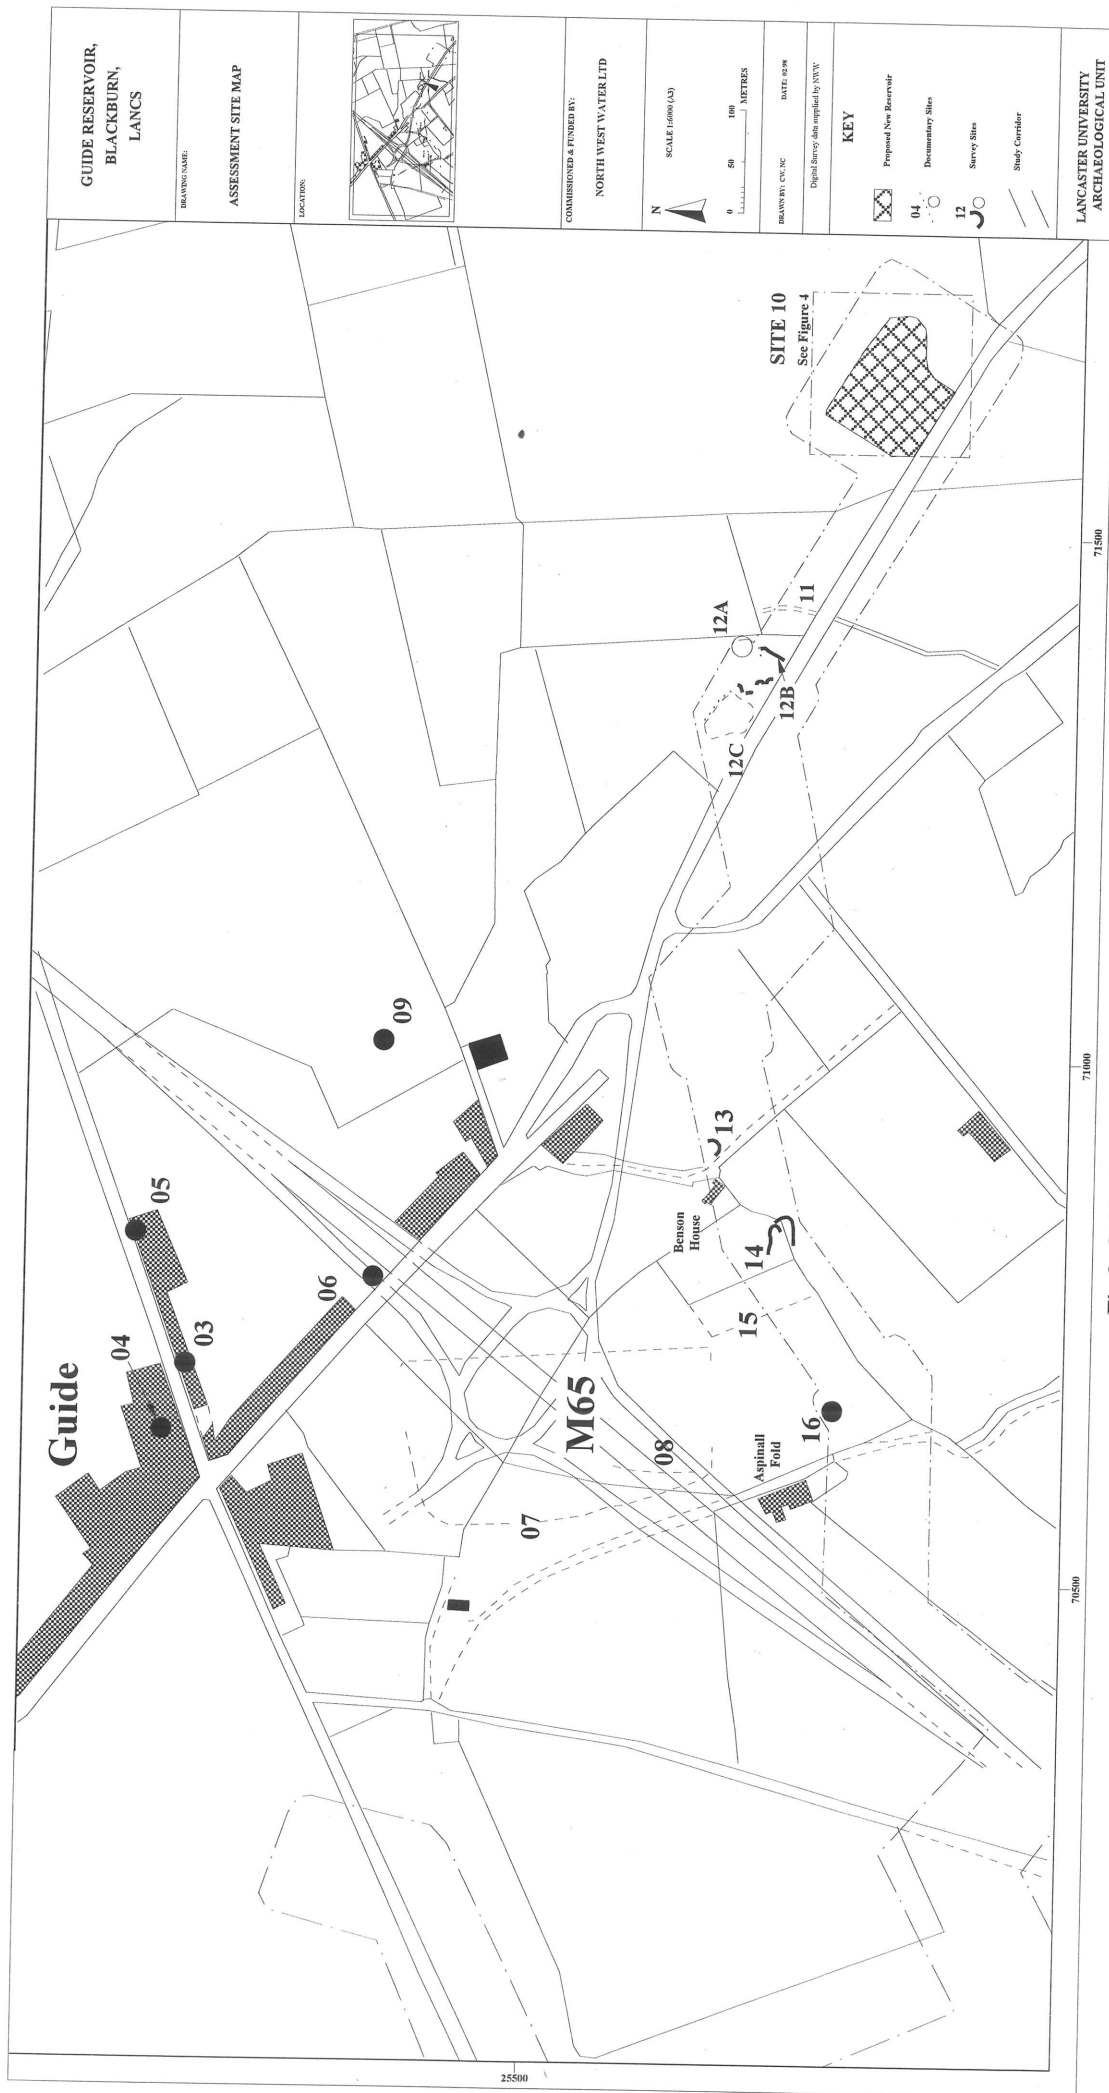 GUIDE RESERVOIR,
BLACKBURN,
LANCS
DRAWING NAME:
ASSESSMENT SITE MAP
LOCATION:
COMMISSIONED & FUNDED BY:
NORTH WEST WATER LTD
N
SCALE 1:6000 (A3)
0 50 100 METRES
DRAWN BY: CW, NC DATE: 02/98
Digital Survey data supplied by NWW
KEY
Proposed New Reservoir
04
Documentary Sites
12
Survey Sites
Study Corridor
LANCASTER UNIVERSITY
ARCHAEOLOGICAL UNIT
Guide
04
03
05
06
09
M65
07
08
Benson
House
13
14
15
16
Aspinall
Fold
12A
12B
12C
11
SITE 10
See Figure 4
25500
70500
71000
71500